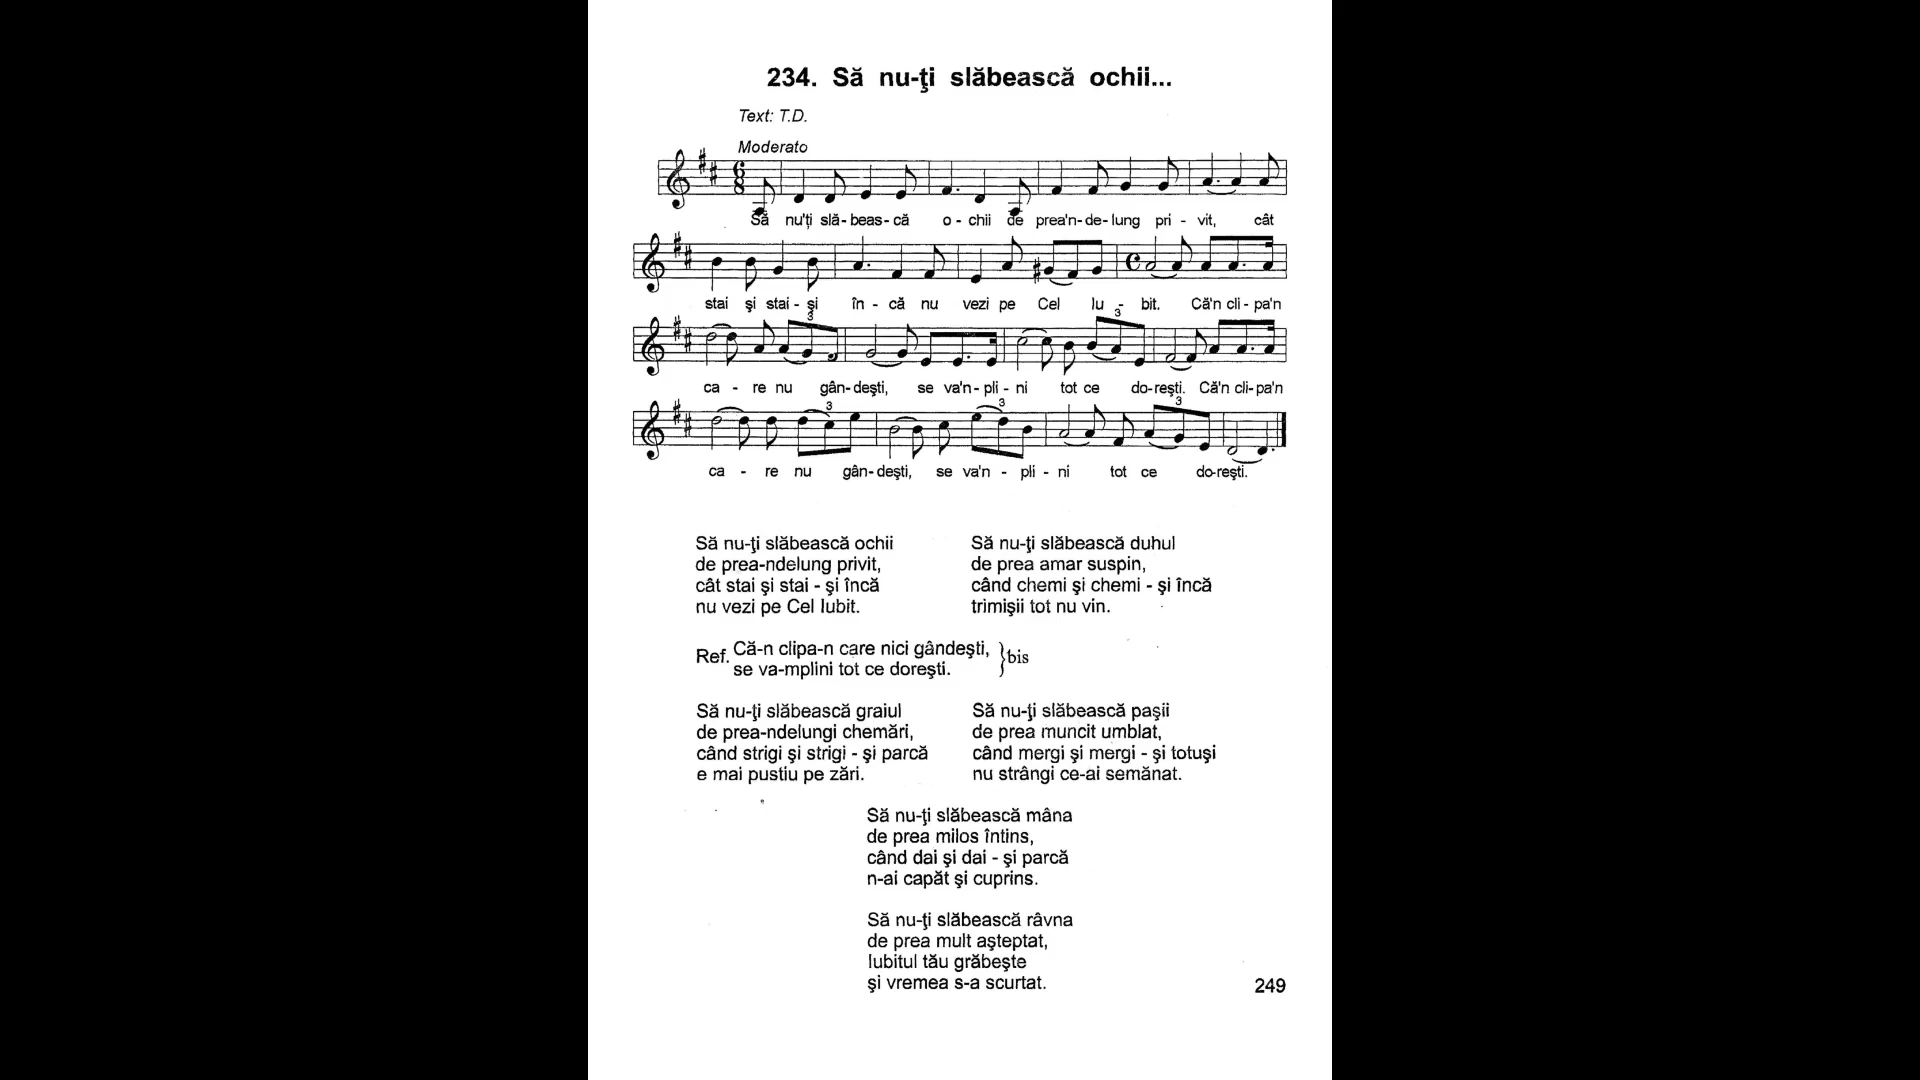 234. Să nu-ţi slăbească ochii...
Text: T.D.
Moderato
Să nu'ţi slă-beas-că o-chii de prea'n-de-lung pri-vit, cât
stai şi stai-şi în-că nu vezi pe Cel Iu-bit. Că'n cli-pa'n
3 3
ca-re nu gân-deşti, se va'n-pli-ni tot ce do-reşti. Că'n cli-pa'n
3 3 3
ca-re nu gân-deşti, se va'n-pli-ni tot ce do-reşti.
Să nu-ţi slăbească ochii
de prea-ndelung privit,
cât stai şi stai - şi încă
nu vezi pe Cel Iubit.
Să nu-ţi slăbească duhul
de prea amar suspin,
când chemi şi chemi - şi încă
trimişii tot nu vin.
Ref. Că-n clipa-n care nici gândeşti,
se va-mplini tot ce doreşti. } bis
Să nu-ţi slăbească graiul
de prea-ndelungi chemări,
când strigi şi strigi - şi parcă
e mai pustiu pe zări.
Să nu-ţi slăbească paşii
de prea muncit umblat,
când mergi şi mergi - şi totuşi
nu strângi ce-ai semănat.
Să nu-ţi slăbească mâna
de prea milos întins,
când dai şi dai - şi parcă
n-ai capăt şi cuprins.
Să nu-ţi slăbească râvna
de prea mult aşteptat,
Iubitul tău grăbeşte
şi vremea s-a scurtat.
249